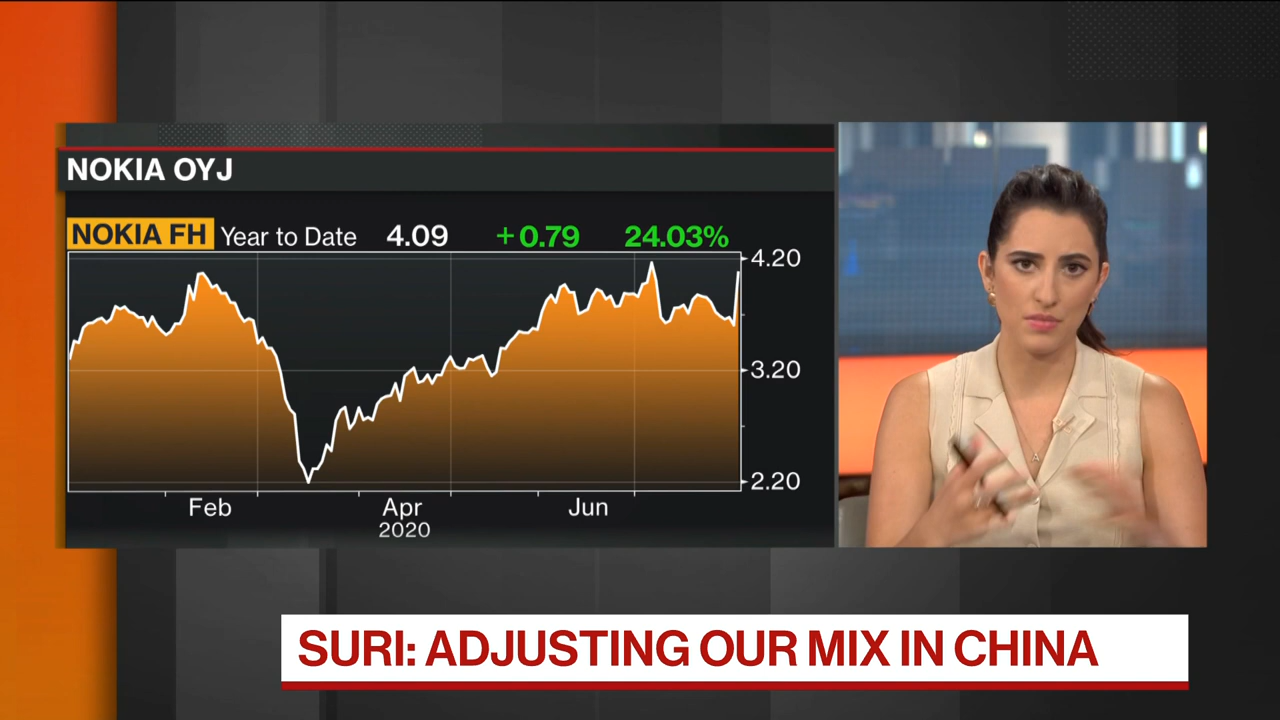 NOKIA OYJ
NOKIA FH Year to Date 4.09 +0.79 24.03%
4.20
3.20
2.20
Feb Apr Jun
2020
SURI: ADJUSTING OUR MIX IN CHINA